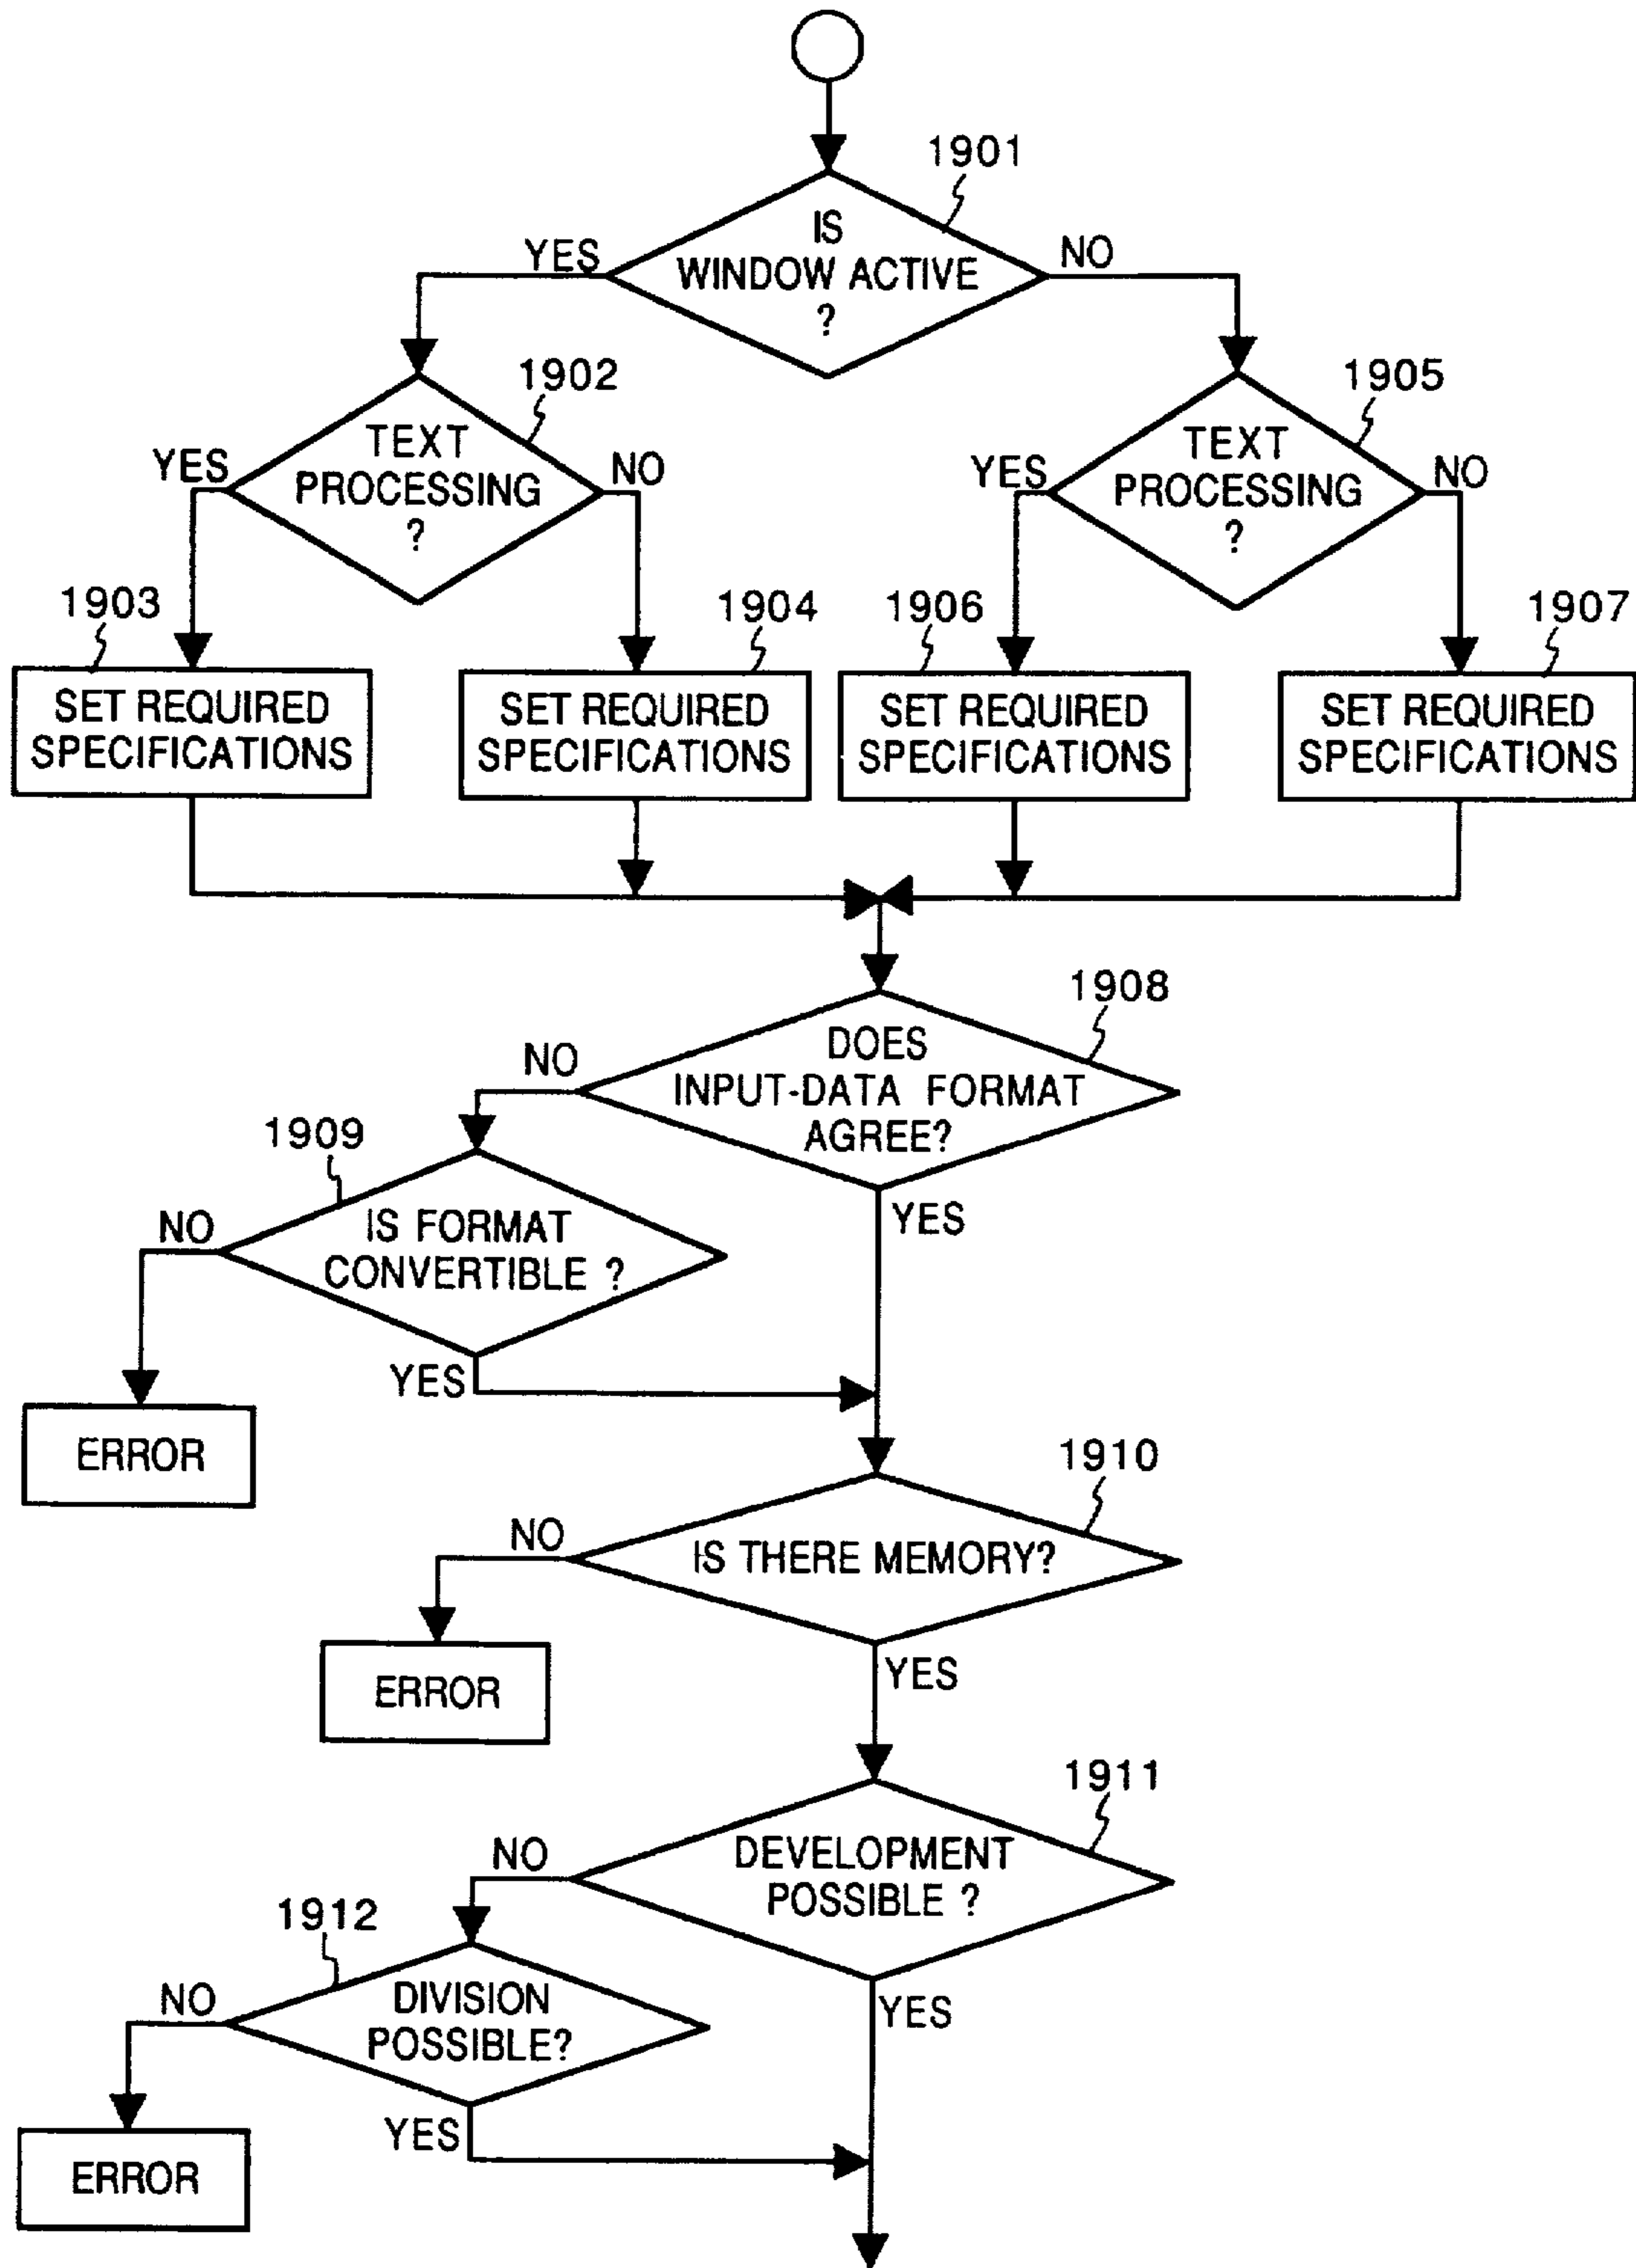 1901
IS
WINDOW ACTIVE
?
YES
NO
1902
TEXT
PROCESSING
?
YES
NO
1905
TEXT
PROCESSING
?
YES
NO
1903
SET REQUIRED
SPECIFICATIONS
1904
SET REQUIRED
SPECIFICATIONS
1906
SET REQUIRED
SPECIFICATIONS
1907
SET REQUIRED
SPECIFICATIONS
1908
DOES
INPUT-DATA FORMAT
AGREE?
NO
YES
1909
IS FORMAT
CONVERTIBLE ?
NO
YES
ERROR
1910
IS THERE MEMORY?
NO
YES
ERROR
1911
DEVELOPMENT
POSSIBLE ?
NO
YES
1912
DIVISION
POSSIBLE?
NO
YES
ERROR